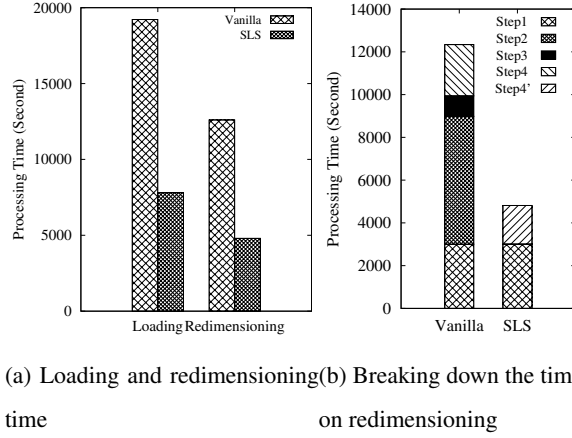 20000
15000
10000
5000
0
Processing Time (Second)
Vanilla
SLS
Loading Redimensioning
14000
12000
10000
8000
6000
4000
2000
0
Processing Time (Second)
Step1
Step2
Step3
Step4
Step4'
Vanilla SLS
(a) Loading and redimensioning
time
(b) Breaking down the tim
on redimensioning